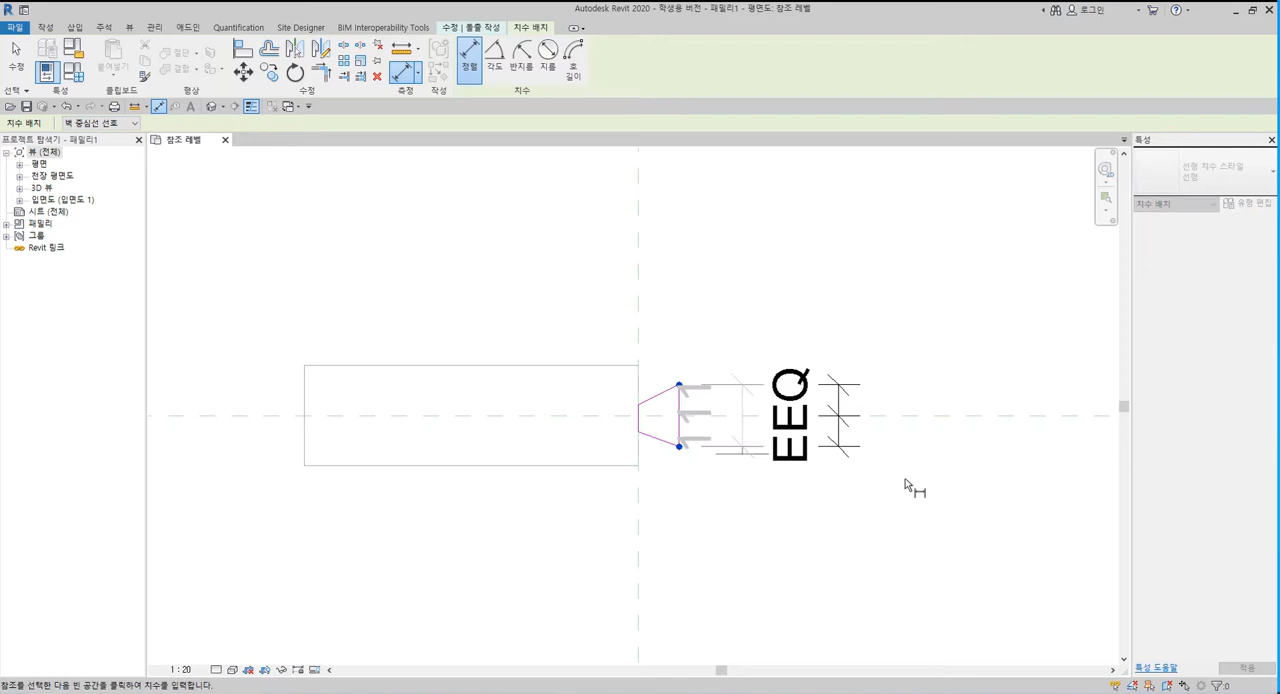 Autodesk Revit 2020 - 학생용 버전 - 패밀리1 - 평면도: 참조 레벨
로그인
파일 작성 삽입 주석 뷰 관리 애드인 Quantification Site Designer BIM Interoperability Tools 수정 | 돌출 작성 치수 배치
수정
붙여넣기
절단
결합
정렬 각도 반지름 지름 호 길이
선택 특성 클립보드 형상 수정 측정 작성 치수
치수 배치 벽 중심선 선호
프로젝트 탐색기 - 패밀리1
참조 레벨
특성
뷰 (전체)
평면
천장 평면도
3D 뷰
입면도 (입면도 1)
시트 (전체)
패밀리
그룹
Revit 링크
선형 치수 스타일
선형
치수 배치
유형 편집
2D
EEQ
1 : 20
특성 도움말
적용
참조를 선택한 다음 빈 공간을 클릭하여 치수를 입력합니다.
:0